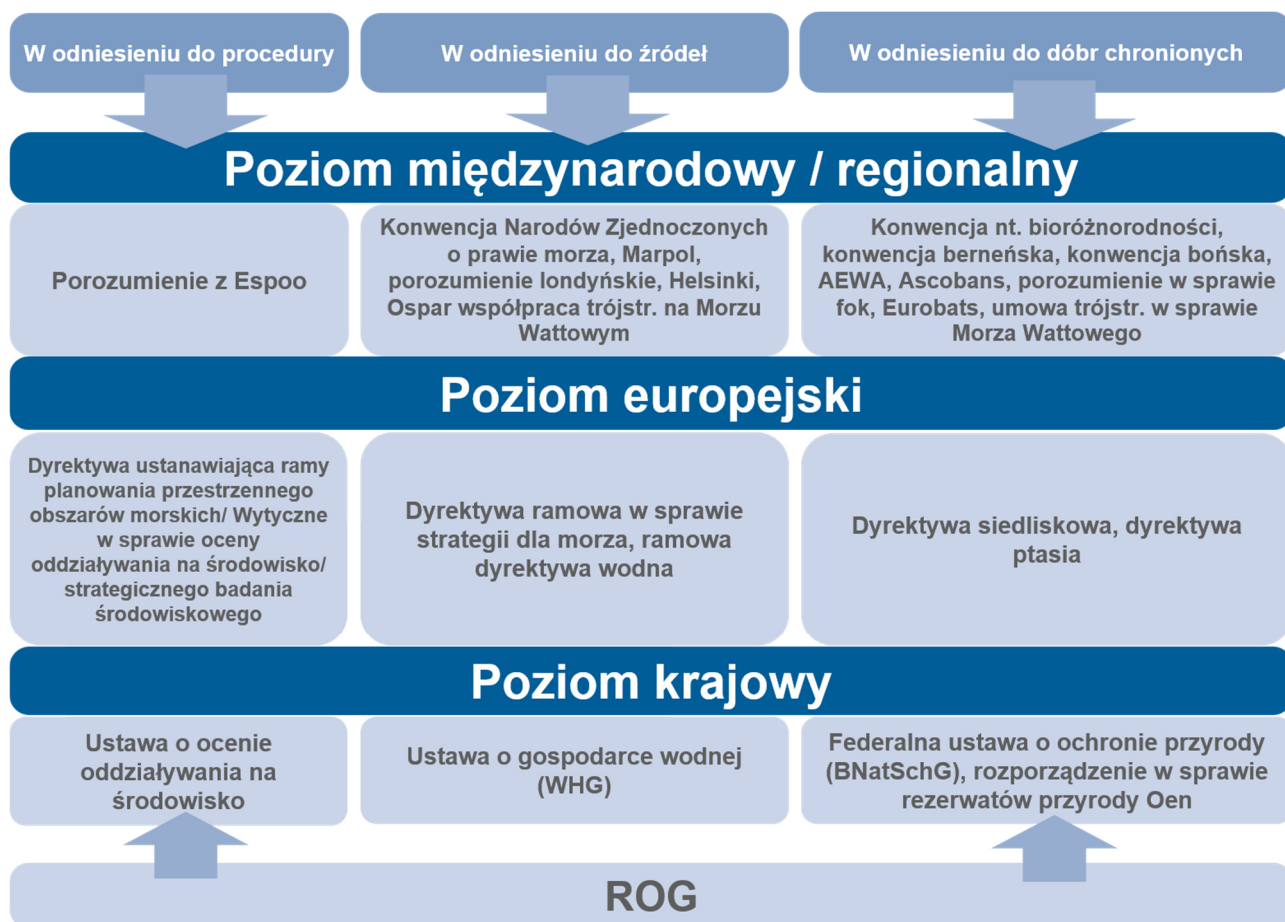 W odniesieniu do procedury
W odniesieniu do źródeł
W odniesieniu do dóbr chronionych
Poziom międzynarodowy / regionalny
Porozumienie z Espoo
Konwencja Narodów Zjednoczonych
o prawie morza, Marpol,
porozumienie londyńskie, Helsinki,
Ospar współpraca trójstr. na Morzu
Wattowym
Konwencja nt. bioróżnorodności,
konwencja berneńska, konwencja bońska,
AEWA, Ascobans, porozumienie w sprawie
fok, Eurobats, umowa trójstr. w sprawie
Morza Wattowego
Poziom europejski
Dyrektywa ustanawiająca ramy
planowania przestrzennego
obszarów morskich/ Wytyczne
w sprawie oceny
oddziaływania na środowisko/
strategicznego badania
środowiskowego
Dyrektywa ramowa w sprawie
strategii dla morza, ramowa
dyrektywa wodna
Dyrektywa siedliskowa, dyrektywa
ptasia
Poziom krajowy
Ustawa o ocenie
oddziaływania na
środowisko
Ustawa o gospodarce wodnej
(WHG)
Federalna ustawa o ochronie przyrody
(BNatSchG), rozporządzenie w sprawie
rezerwatów przyrody Oen
ROG